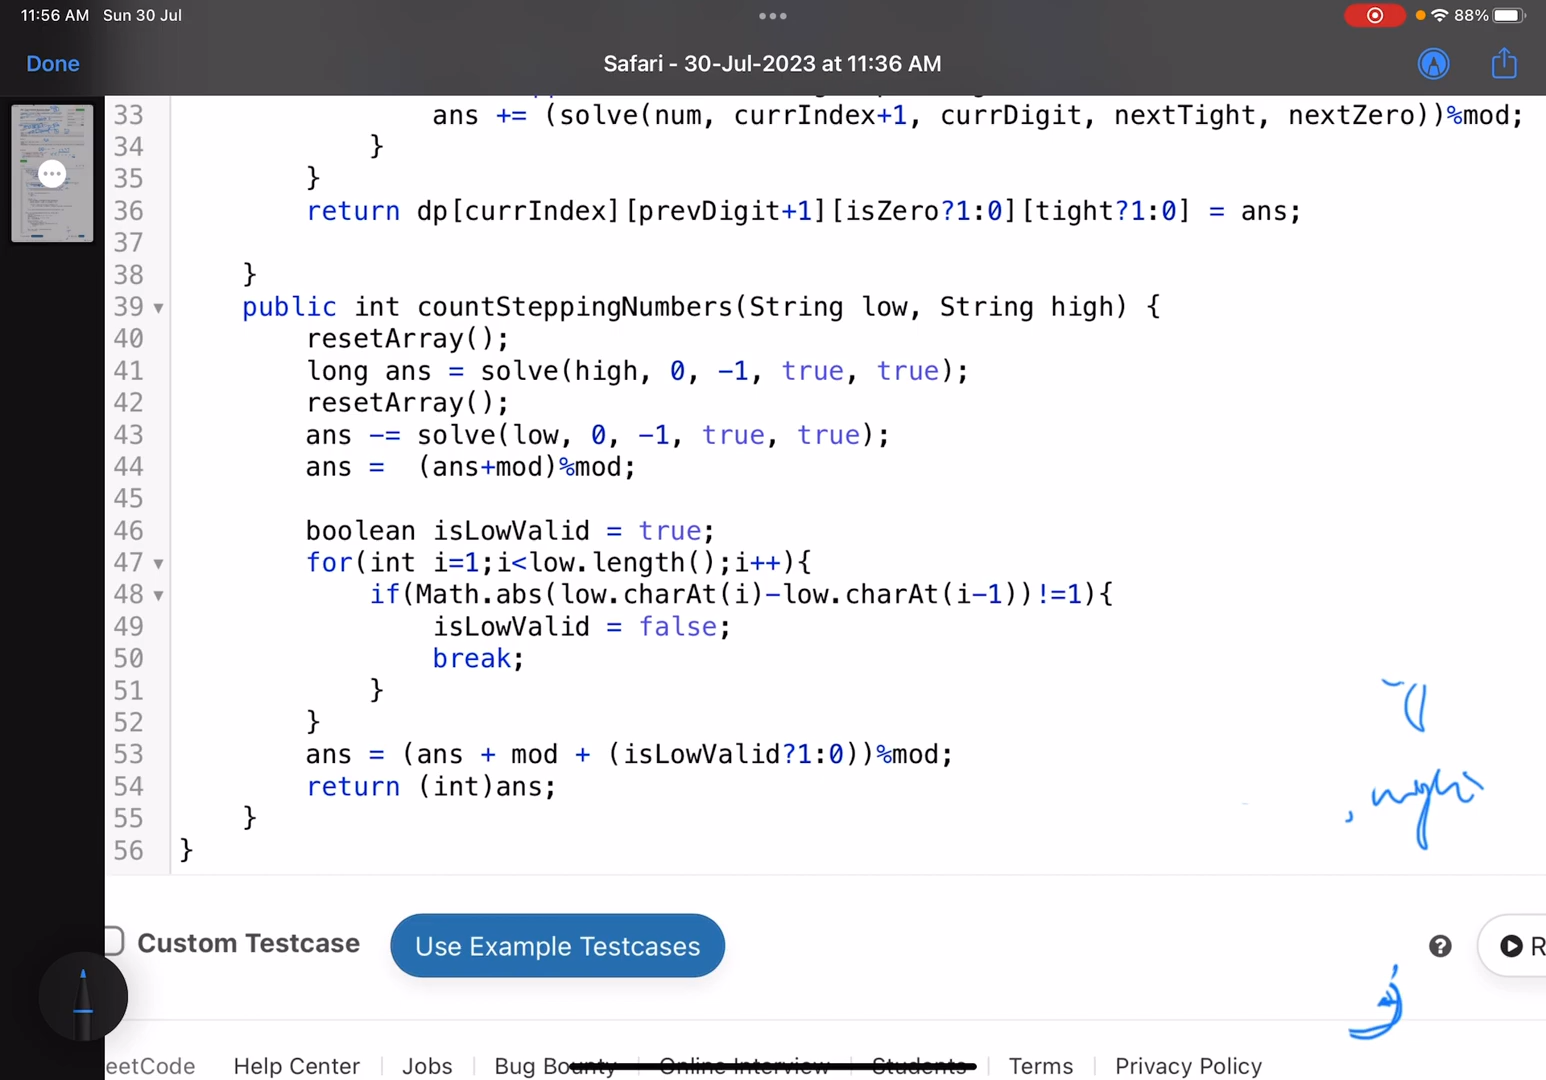 11:56 AM Sun 30 Jul
88%
Done
Safari - 30-Jul-2023 at 11:36 AM
33 ans += (solve(num, currIndex+1, currDigit, nextTight, nextZero))%mod;
34 }
35 }
36 return dp[currIndex][prevDigit+1][isZero?1:0][tight?1:0] = ans;
37
38 }
39 public int countSteppingNumbers(String low, String high) {
40 resetArray();
41 long ans = solve(high, 0, -1, true, true);
42 resetArray();
43 ans -= solve(low, 0, -1, true, true);
44 ans = (ans+mod)%mod;
45
46 boolean isLowValid = true;
47 for(int i=1;i<low.length();i++){
48 if(Math.abs(low.charAt(i)-low.charAt(i-1))!=1){
49 isLowValid = false;
50 break;
51 }
52 }
53 ans = (ans + mod + (isLowValid?1:0))%mod;
54 return (int)ans;
55 }
56 }
Custom Testcase
Use Example Testcases
R
eetCode Help Center Jobs Bug Bounty Online Interview Students Terms Privacy Policy